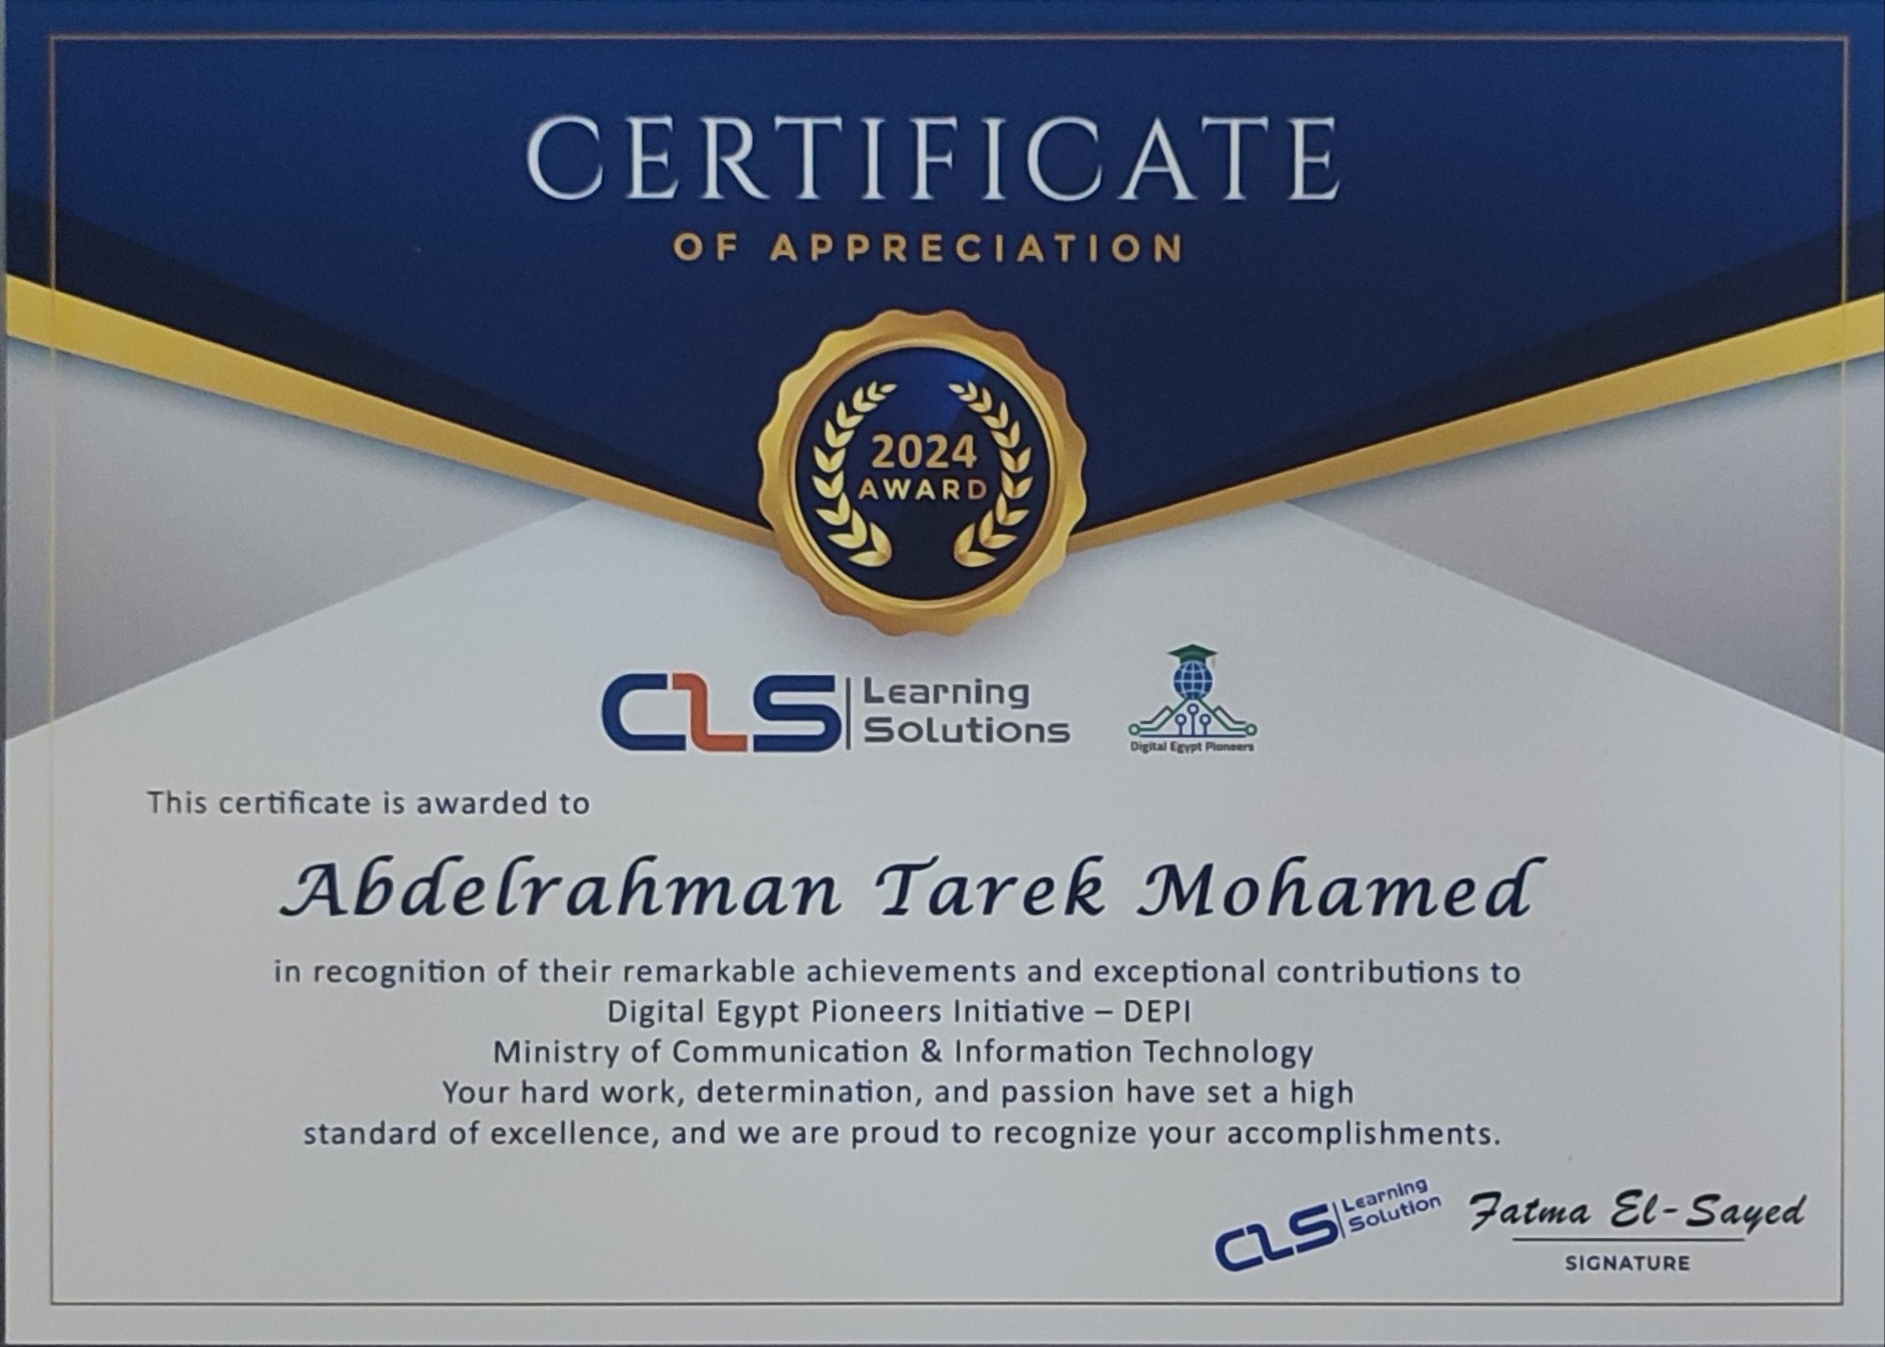 CERTIFICATE
OF APPRECIATION
2024
AWARD
CLS Learning
Solutions
Digital Egypt Pioneers
This certificate is awarded to
Abdelrahman Tarek Mohamed
in recognition of their remarkable achievements and exceptional contributions to
Digital Egypt Pioneers Initiative – DEPI
Ministry of Communication & Information Technology
Your hard work, determination, and passion have set a high
standard of excellence, and we are proud to recognize your accomplishments.
CLS Learning
Solution
Fatma El-Sayed
SIGNATURE